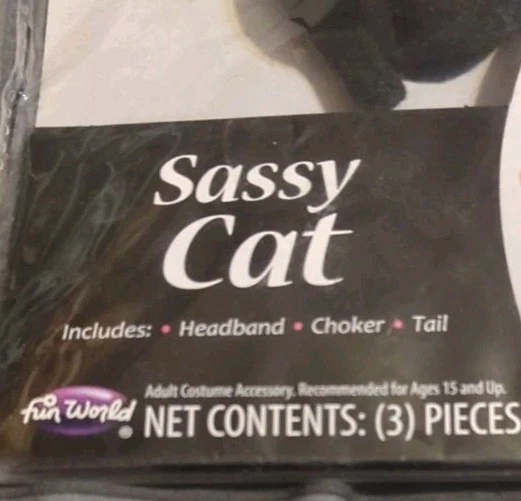 Sassy
Cat
Includes: • Headband • Choker • Tail
Adult Costume Accessory. Recommended for Ages 15 and Up.
fun World® NET CONTENTS: (3) PIECES